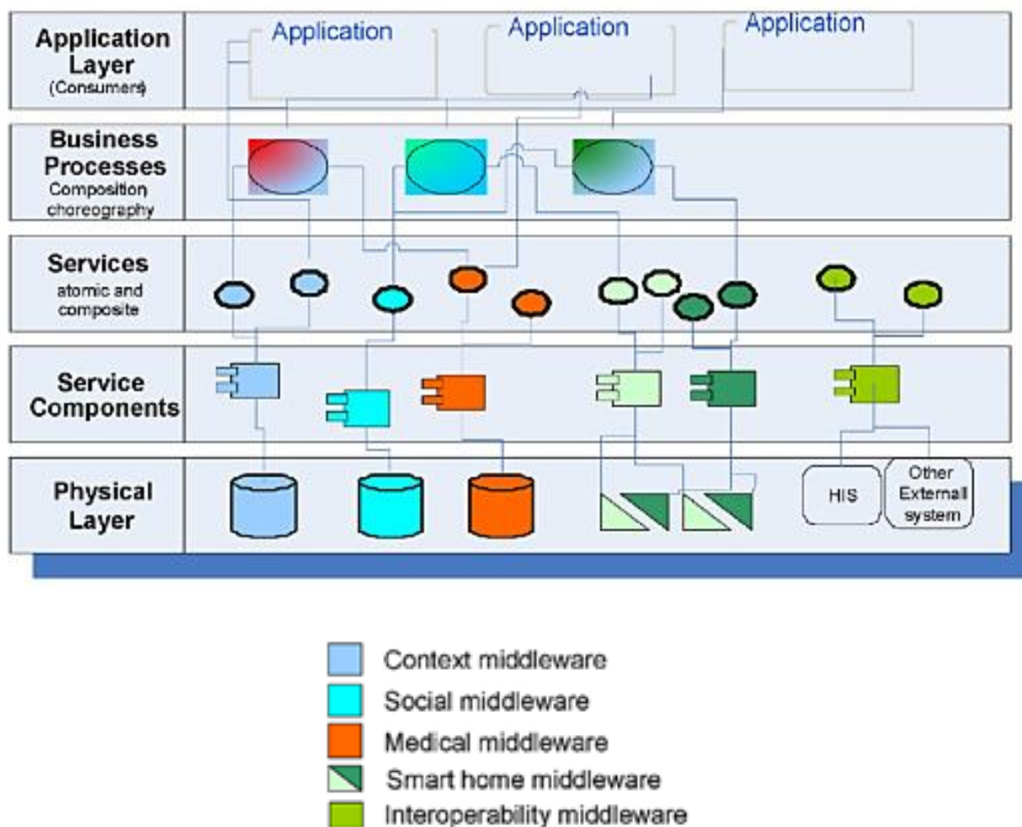 Application
Layer
(Consumers)
Application
Application
Application
Business
Processes
Composition,
choreography
Services
atomic and
composite
Service
Components
Physical
Layer
HIS
Other
Externall
system
Context middleware
Social middleware
Medical middleware
Smart home middleware
Interoperability middleware